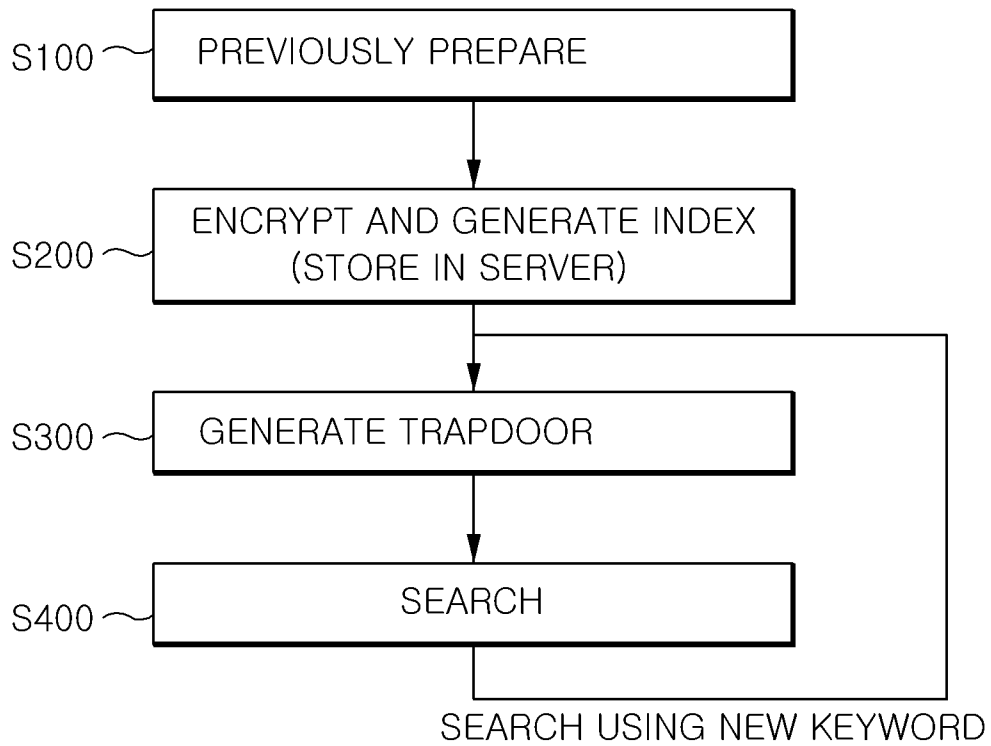 S100
PREVIOUSLY PREPARE
S200
ENCRYPT AND GENERATE INDEX
(STORE IN SERVER)
S300
GENERATE TRAPDOOR
S400
SEARCH
SEARCH USING NEW KEYWORD